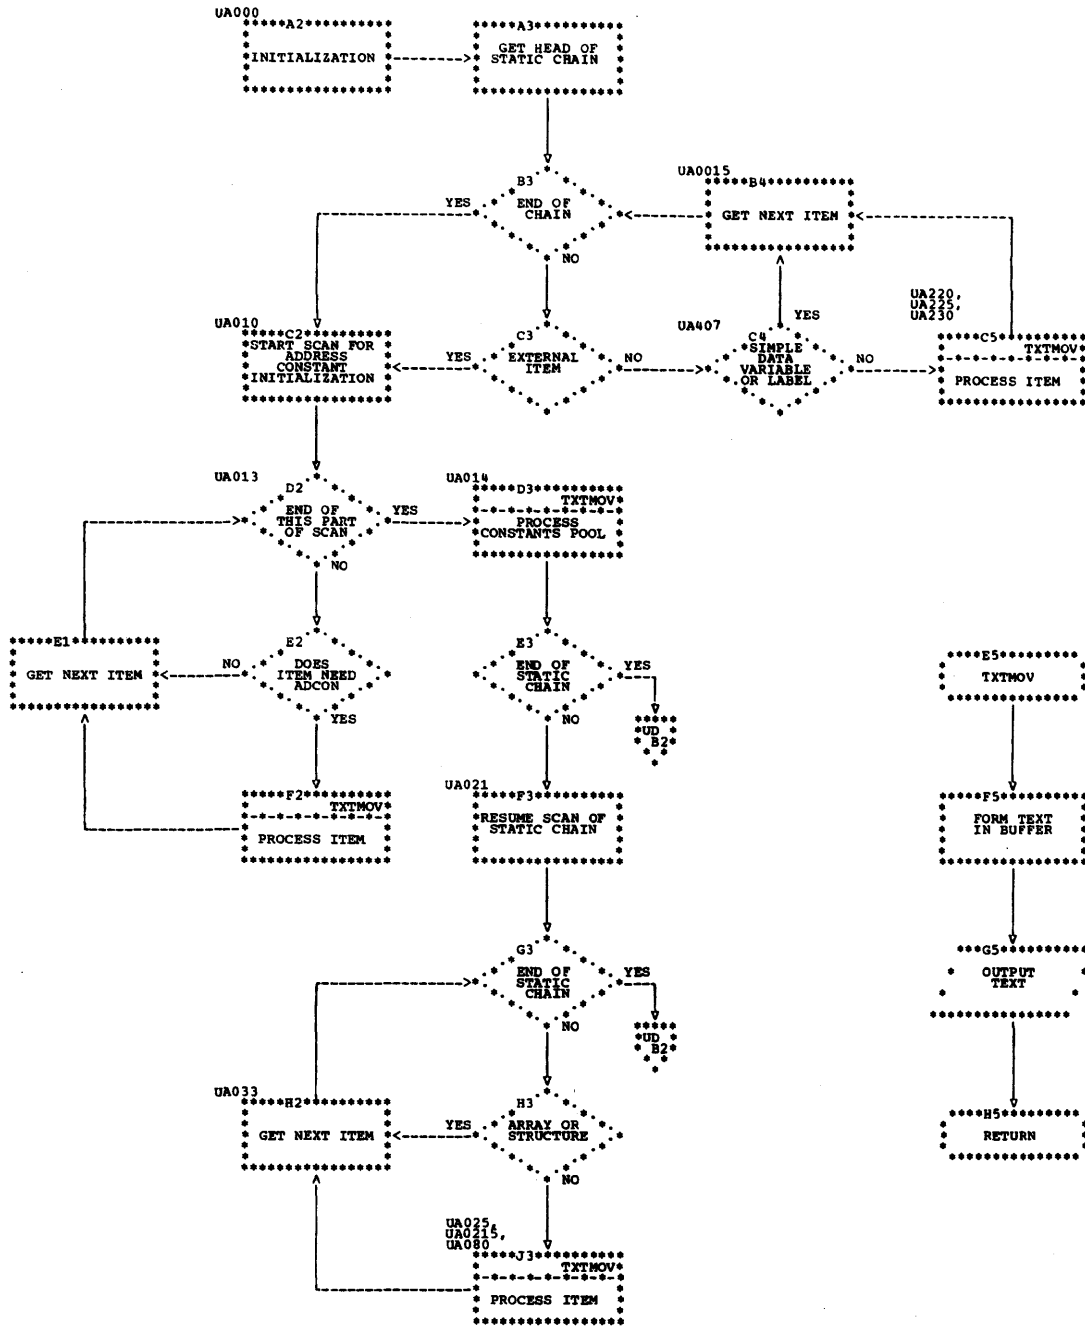 UA000
A2
INITIALIZATION
A3
GET HEAD OF
STATIC CHAIN
B3
END OF
CHAIN
YES
NO
UA0015
B4
GET NEXT ITEM
UA010
C2
START SCAN FOR
ADDRESS
CONSTANT
INITIALIZATION
YES
C3
EXTERNAL
ITEM
NO
UA407
YES
C4
SIMPLE
DATA
VARIABLE
OR LABEL
NO
UA220,
UA225,
UA230
C5
TXTMOV
PROCESS ITEM
UA013
D2
END OF
THIS PART
OF SCAN
YES
NO
UA014
D3
TXTMOV
PROCESS
CONSTANTS POOL
E1
GET NEXT ITEM
NO
E2
DOES
ITEM NEED
ADCON
YES
E3
END OF
STATIC
CHAIN
YES
NO
UD
B2
E5
TXTMOV
F2
TXTMOV
PROCESS ITEM
UA021
F3
RESUME SCAN OF
STATIC CHAIN
F5
FORM TEXT
IN BUFFER
G3
END OF
STATIC
CHAIN
YES
NO
UD
B2
G5
OUTPUT
TEXT
UA033
H2
GET NEXT ITEM
YES
H3
ARRAY OR
STRUCTURE
NO
H5
RETURN
UA025,
UA0215,
UA080
J3
TXTMOV
PROCESS ITEM